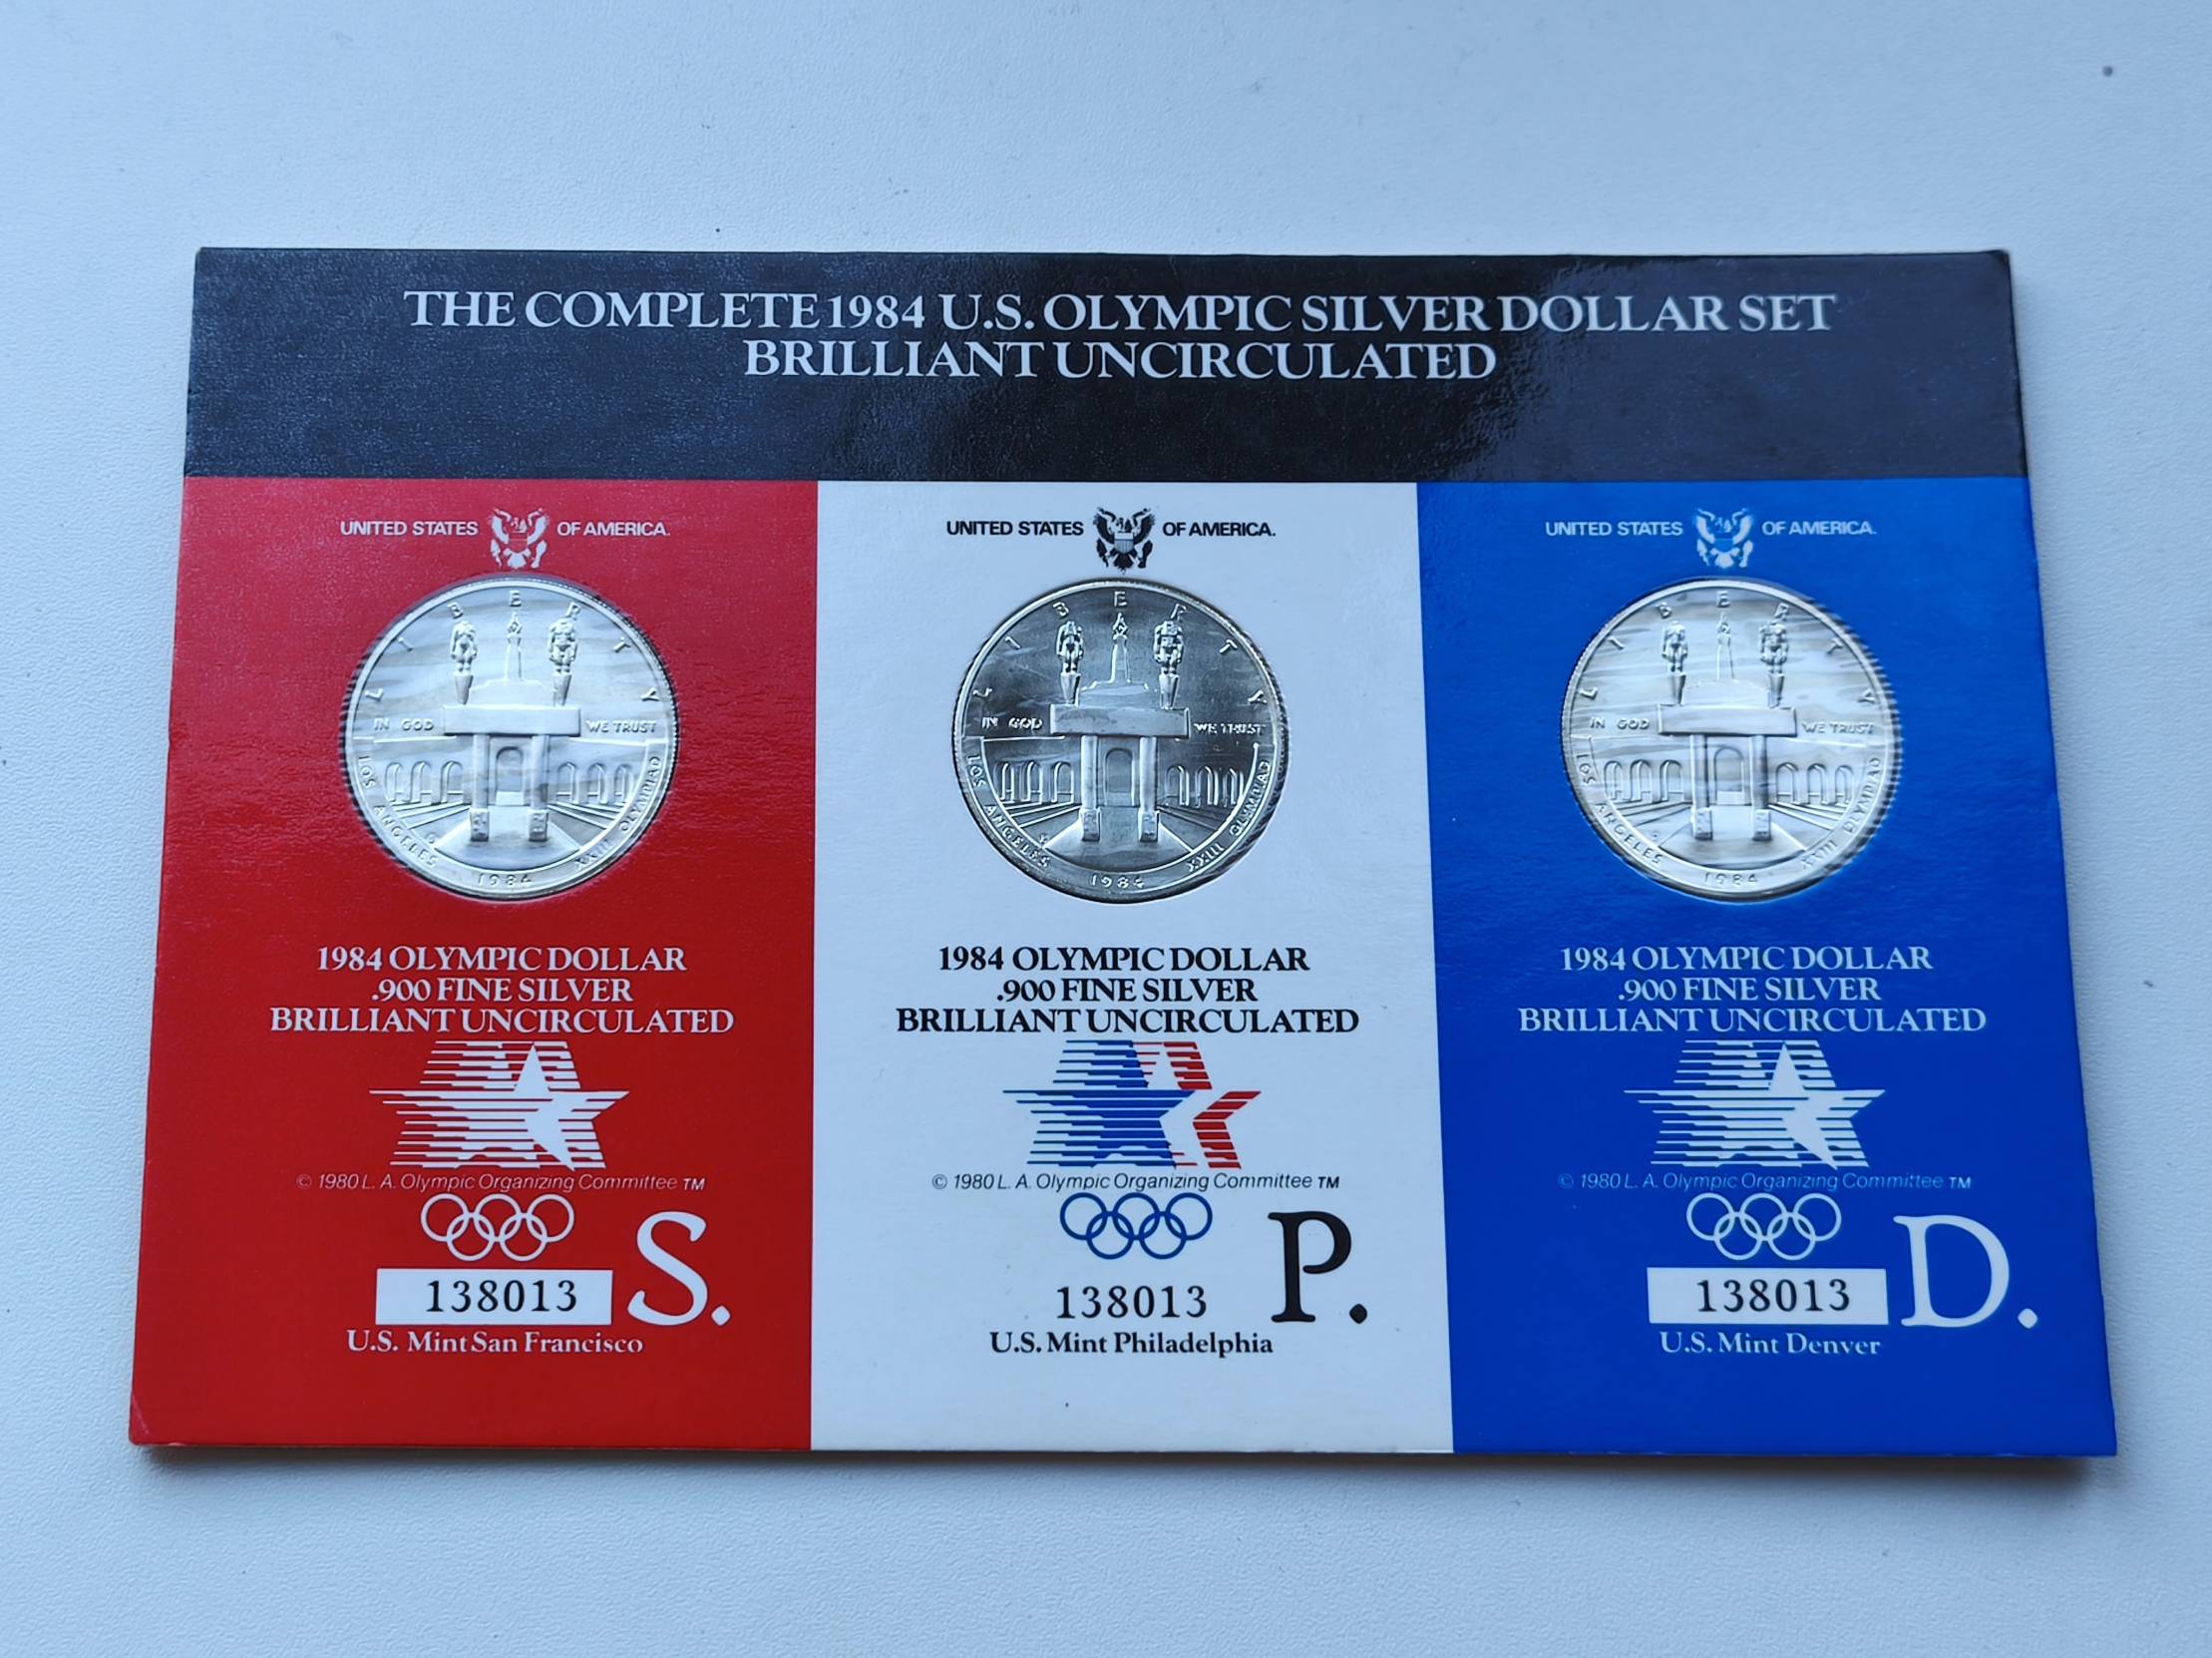 THE COMPLETE 1984 U.S. OLYMPIC SILVER DOLLAR SET
BRILLIANT UNCIRCULATED
UNITED STATES OF AMERICA.
LIBERTY
IN GOD WE TRUST
LOS ANGELES XXIII OLYMPIAD
1984
1984 OLYMPIC DOLLAR
.900 FINE SILVER
BRILLIANT UNCIRCULATED
© 1980 L. A. Olympic Organizing Committee TM
138013
S.
U.S. Mint San Francisco
UNITED STATES OF AMERICA.
LIBERTY
IN GOD WE TRUST
LOS ANGELES XXIII OLYMPIAD
1984
1984 OLYMPIC DOLLAR
.900 FINE SILVER
BRILLIANT UNCIRCULATED
© 1980 L. A. Olympic Organizing Committee TM
138013
P.
U.S. Mint Philadelphia
UNITED STATES OF AMERICA.
LIBERTY
IN GOD WE TRUST
LOS ANGELES XXIII OLYMPIAD
1984
1984 OLYMPIC DOLLAR
.900 FINE SILVER
BRILLIANT UNCIRCULATED
© 1980 L. A. Olympic Organizing Committee TM
138013
D.
U.S. Mint Denver